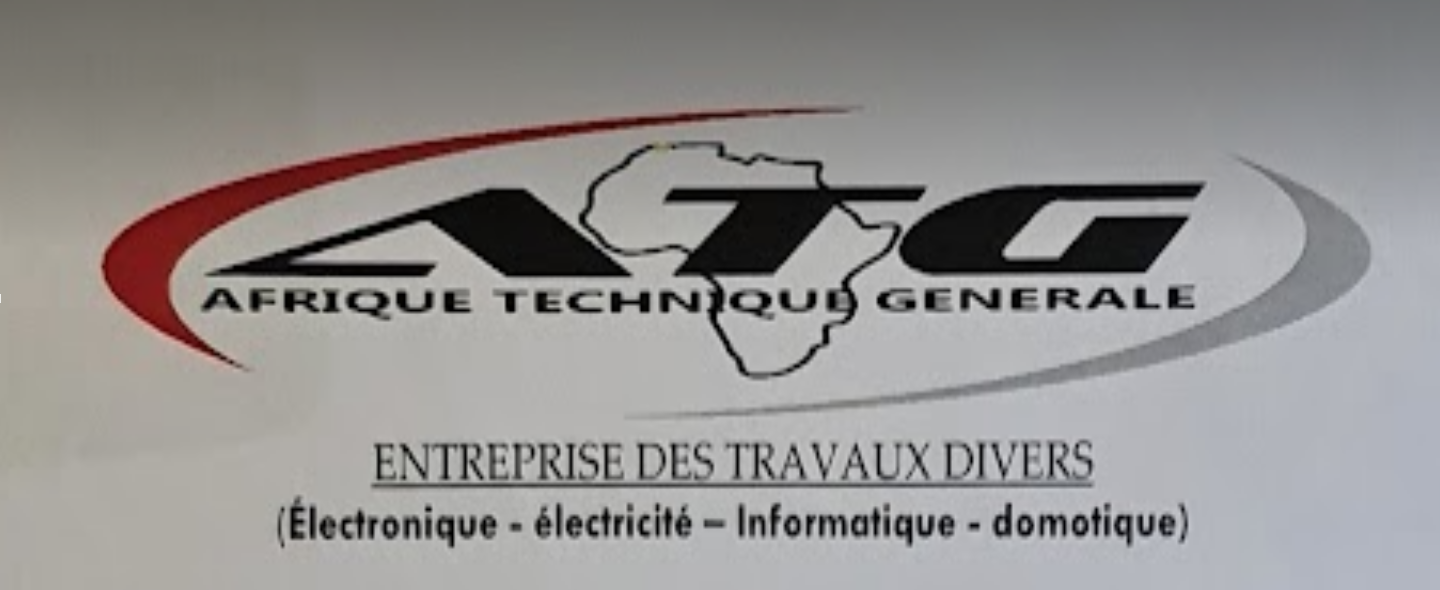 ATG
AFRIQUE TECHNIQUE GENERALE
ENTREPRISE DES TRAVAUX DIVERS
(Électronique - électricité – Informatique - domotique)